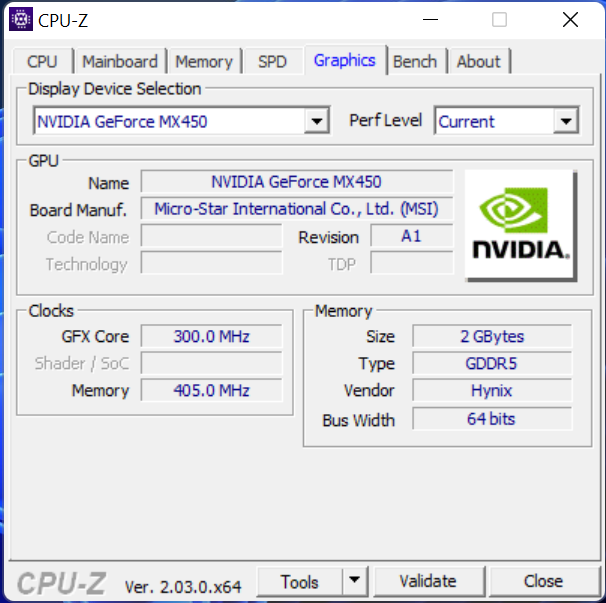 CPU-Z
CPU Mainboard Memory SPD Graphics Bench About
Display Device Selection
NVIDIA GeForce MX450 Perf Level Current
GPU
Name NVIDIA GeForce MX450
Board Manuf. Micro-Star International Co., Ltd. (MSI)
Code Name Revision A1
Technology TDP
NVIDIA.
Clocks
GFX Core 300.0 MHz
Shader / SoC
Memory 405.0 MHz
Memory
Size 2 GBytes
Type GDDR5
Vendor Hynix
Bus Width 64 bits
CPU-Z Ver. 2.03.0.x64 Tools Validate Close